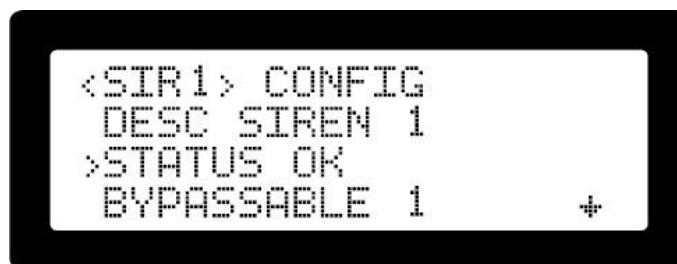 <SIR1> CONFIG
DESC SIREN 1
>STATUS OK
BYPASSABLE 1